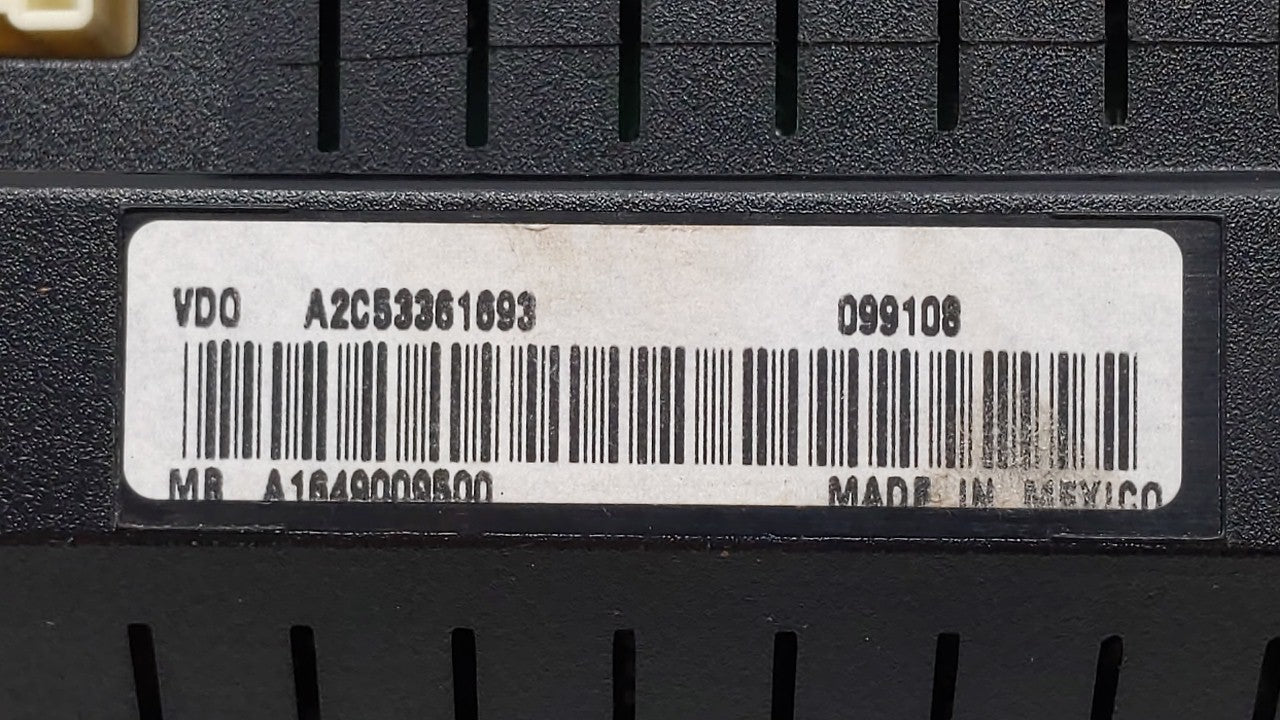 VDO A2C53361693 099108
MB A1649009500 MADE IN MEXICO